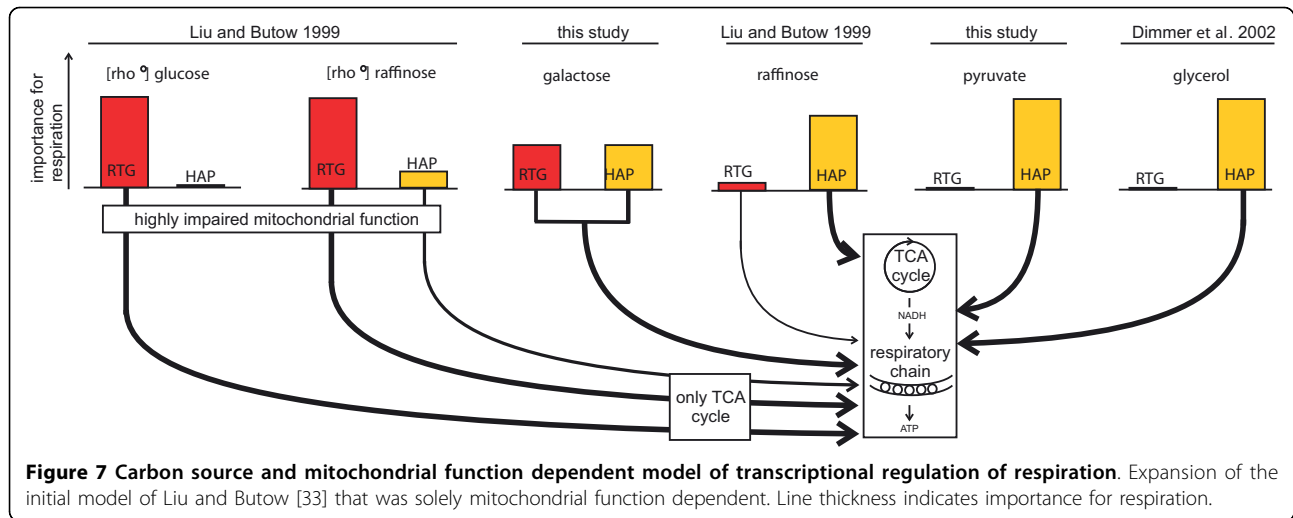 Liu and Butow 1999
this study
Liu and Butow 1999
this study
Dimmer et al. 2002
importance for
respiration
[rho o] glucose
[rho o] raffinose
galactose
raffinose
pyruvate
glycerol
RTG
HAP
RTG
HAP
RTG
HAP
RTG
HAP
RTG
HAP
RTG
HAP
highly impaired mitochondrial function
TCA
cycle
NADH
respiratory
chain
ATP
only TCA
cycle
Figure 7 Carbon source and mitochondrial function dependent model of transcriptional regulation of respiration. Expansion of the
initial model of Liu and Butow [33] that was solely mitochondrial function dependent. Line thickness indicates importance for respiration.